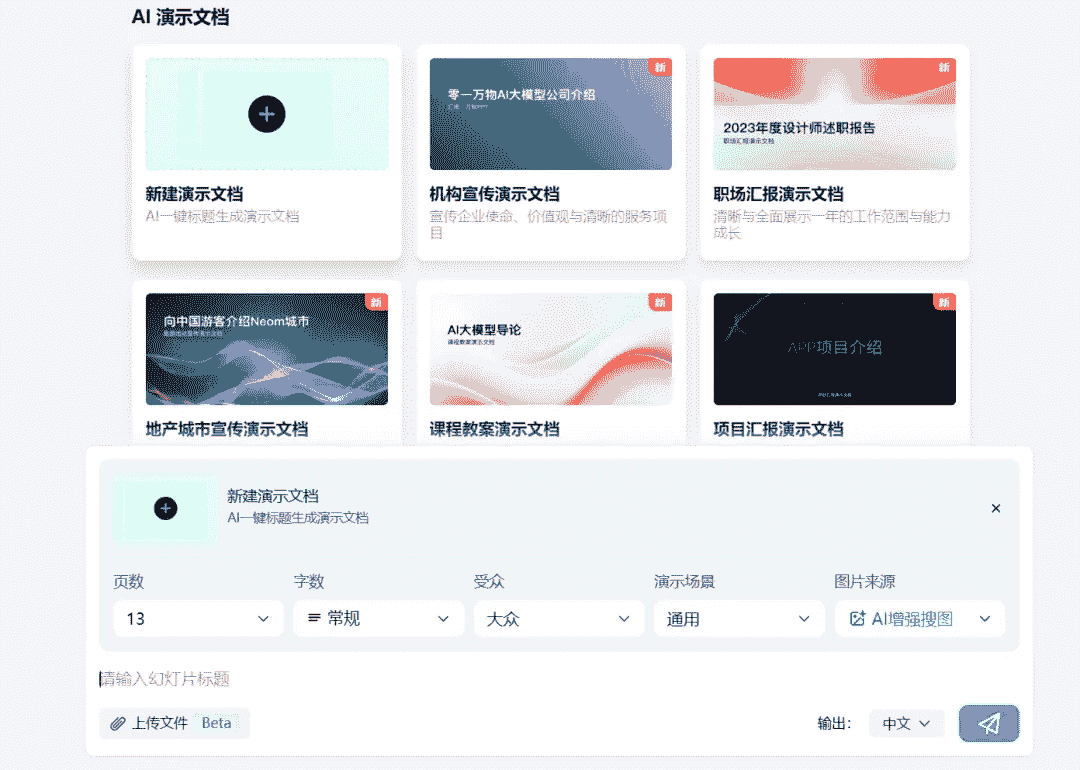 AI 演示文档
新
零一万物AI大模型公司介绍
新
2023年度设计师述职报告
职场汇报演示文档
新建演示文档
AI一键标题生成演示文档
机构宣传演示文档
宣传企业使命、价值观与清晰的服务项
目
职场汇报演示文档
清晰与全面展示一年的工作范围与能力
成长
新
向中国游客介绍Neom城市
新
AI大模型导论
课程教案演示文档
新
APP项目介绍
地产城市宣传演示文档
课程教案演示文档
项目汇报演示文档
新建演示文档
AI一键标题生成演示文档
页数
字数
受众
演示场景
图片来源
13
常规
大众
通用
AI增强搜图
请输入幻灯片标题
上传文件 Beta
输出：
中文